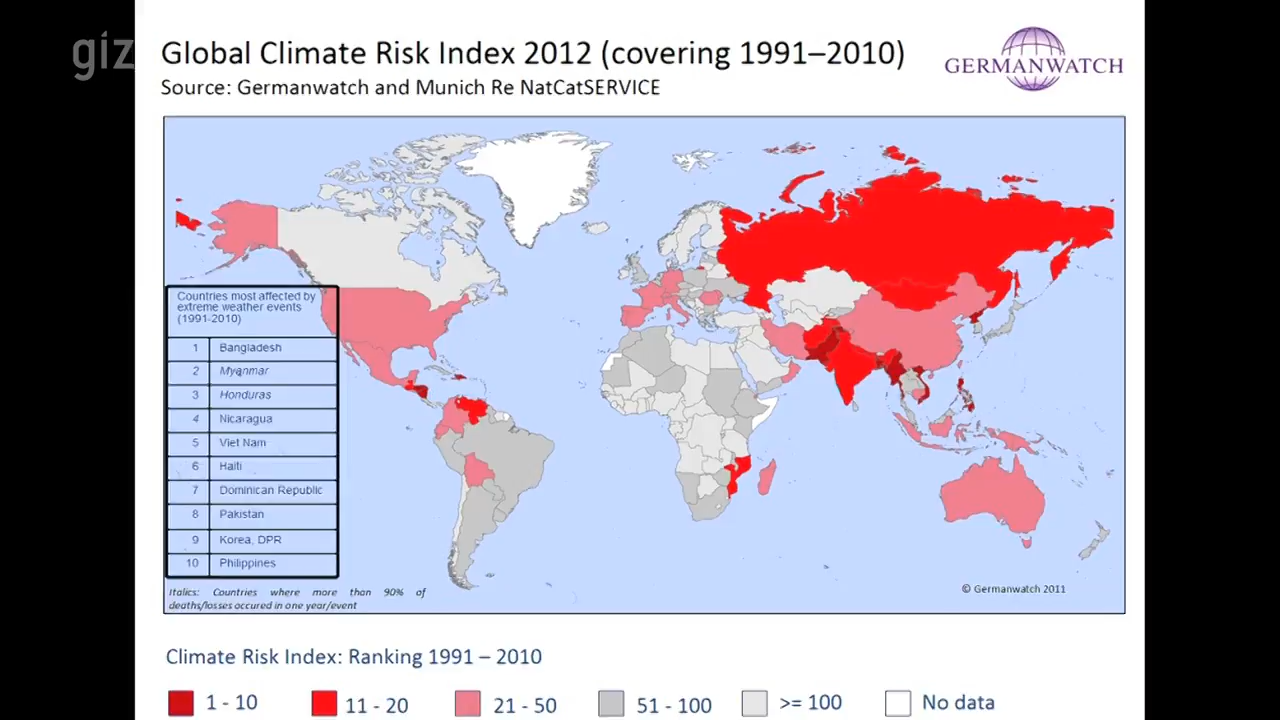 giz
Global Climate Risk Index 2012 (covering 1991–2010)
Source: Germanwatch and Munich Re NatCatSERVICE
GERMANWATCH
Countries most affected by
extreme weather events
(1991-2010)
1 Bangladesh
2 Myanmar
3 Honduras
4 Nicaragua
5 Viet Nam
6 Haiti
7 Dominican Republic
8 Pakistan
9 Korea, DPR
10 Philippines
Italics: Countries where more than 90% of
deaths/losses occured in one year/event
© Germanwatch 2011
Climate Risk Index: Ranking 1991 – 2010
1 - 10 11 - 20 21 - 50 51 - 100 >= 100 No data